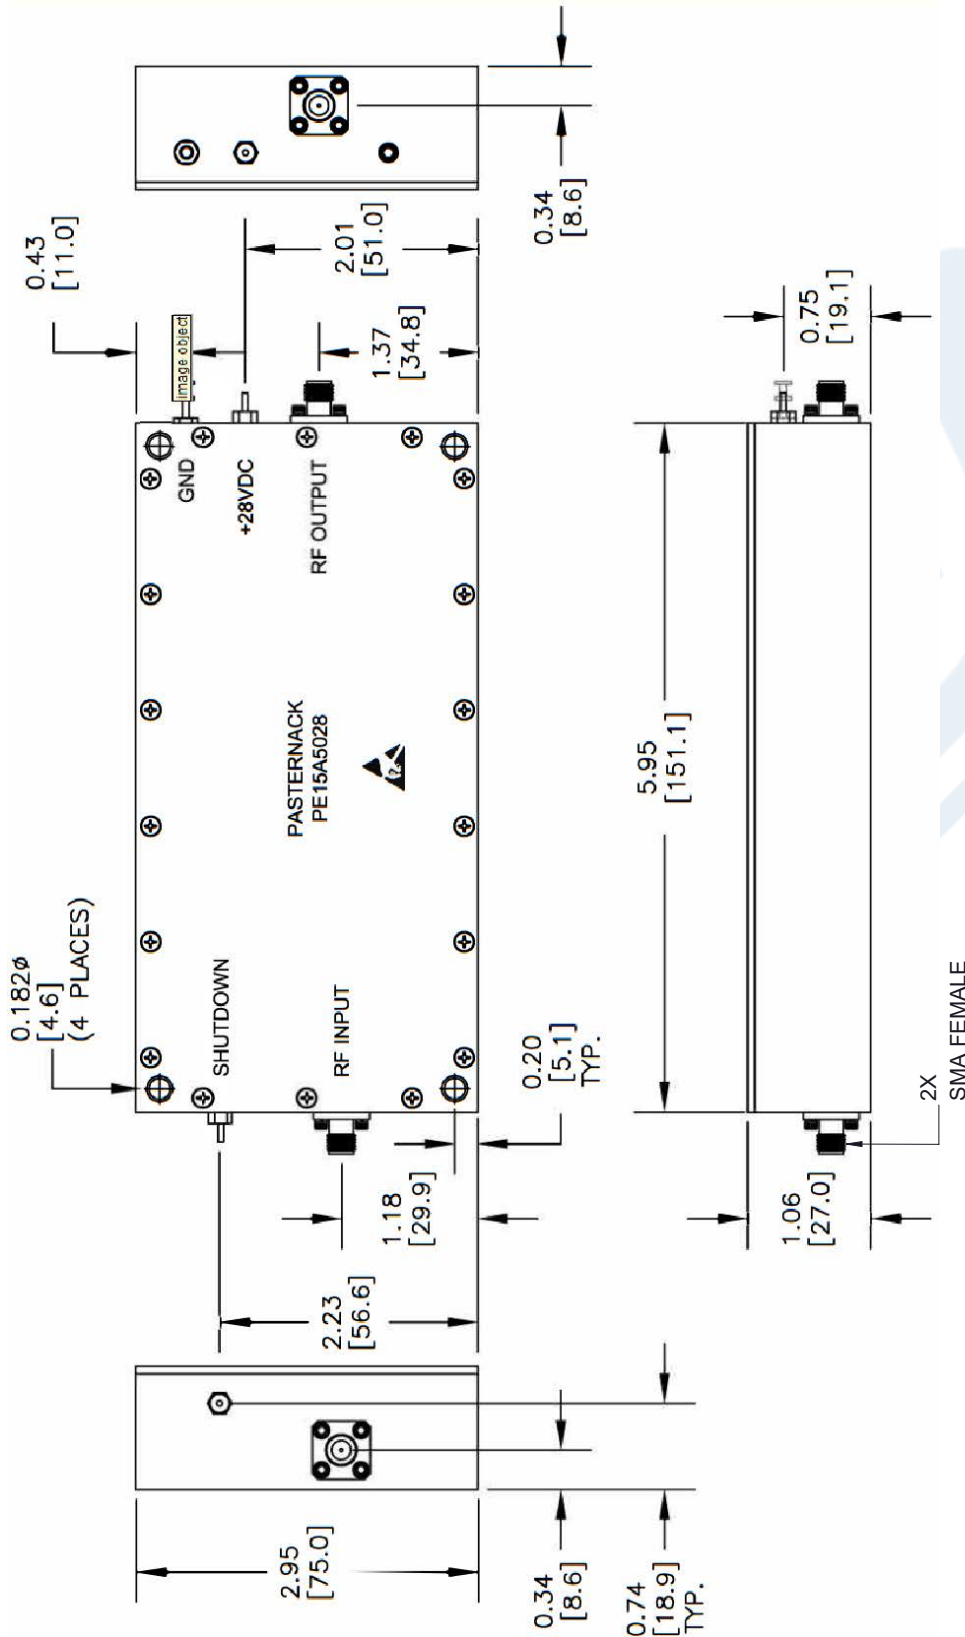 0.182ø
[4.6]
(4 PLACES)
0.43
[11.0]
image object
GND
+28VDC
RF OUTPUT
SHUTDOWN
RF INPUT
PASTERNACK
PE15A5028
2.01
[51.0]
1.37
[34.8]
0.34
[8.6]
0.20
[5.1]
TYP.
1.18
[29.9]
2.23
[56.6]
2.95
[75.0]
0.34
[8.6]
0.74
[18.9]
TYP.
5.95
[151.1]
0.75
[19.1]
1.06
[27.0]
2X
SMA FEMALE